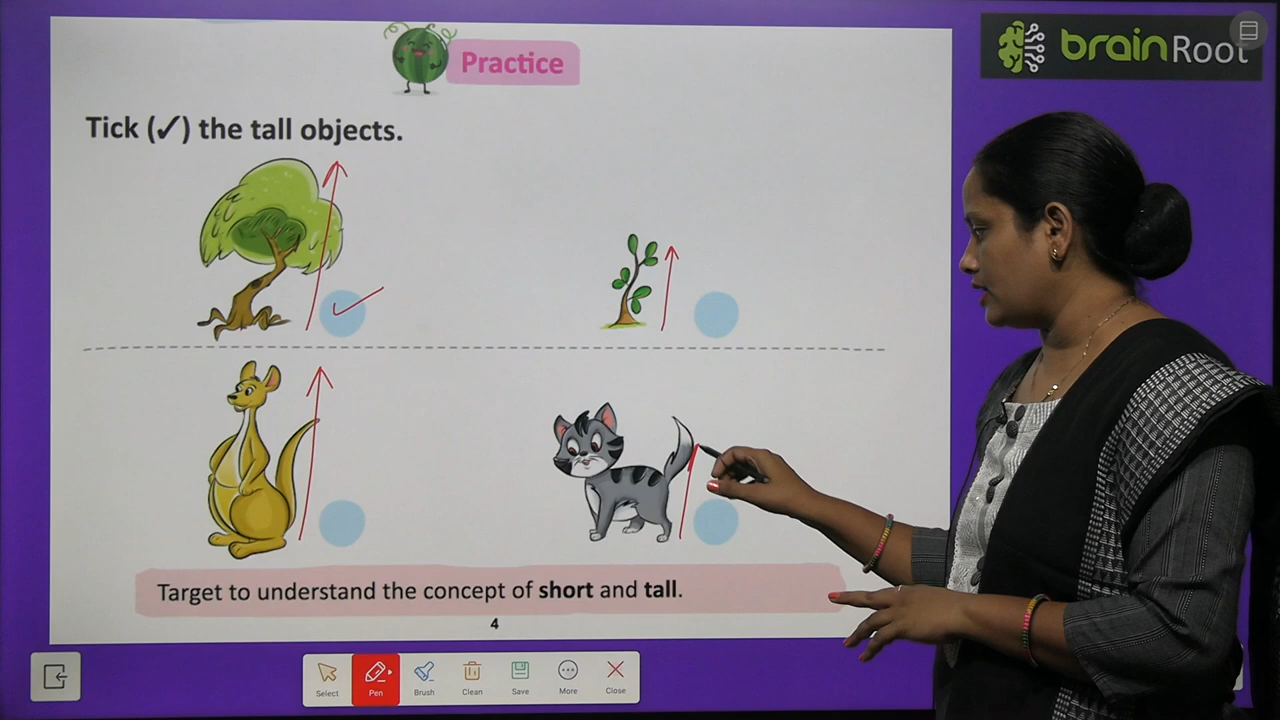 Practice
brainRoot
Tick (✓) the tall objects.
Target to understand the concept of short and tall.
4
Select Pen Brush Clean Save More Close